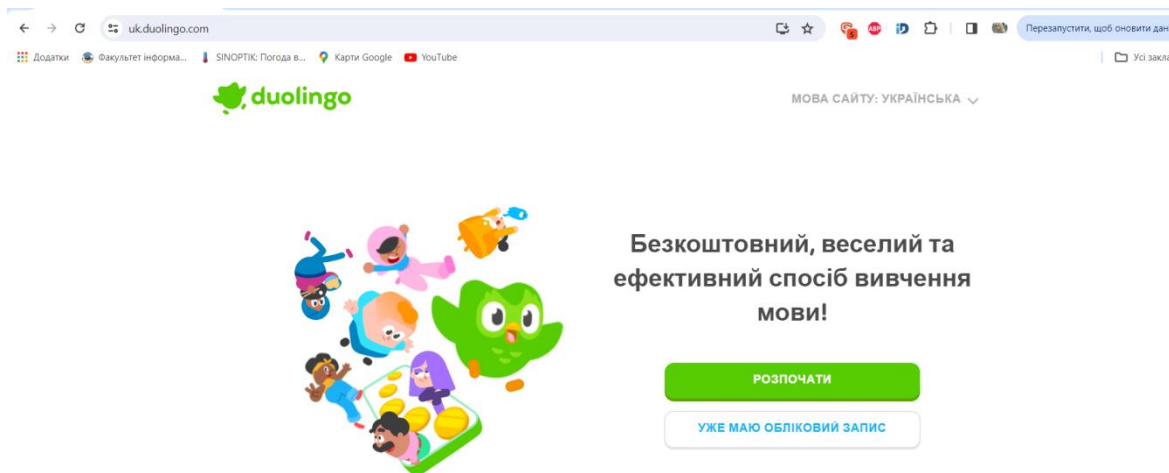 uk.duolingo.com
Перезапустити, щоб оновити дан
Додатки Факультет інформа... SINOPTIK: Погода в... Карти Google YouTube Усі закла
duolingo
МОВА САЙТУ: УКРАЇНСЬКА
Безкоштовний, веселий та
ефективний спосіб вивчення
мови!
РОЗПОЧАТИ
УЖЕ МАЮ ОБЛІКОВИЙ ЗАПИС